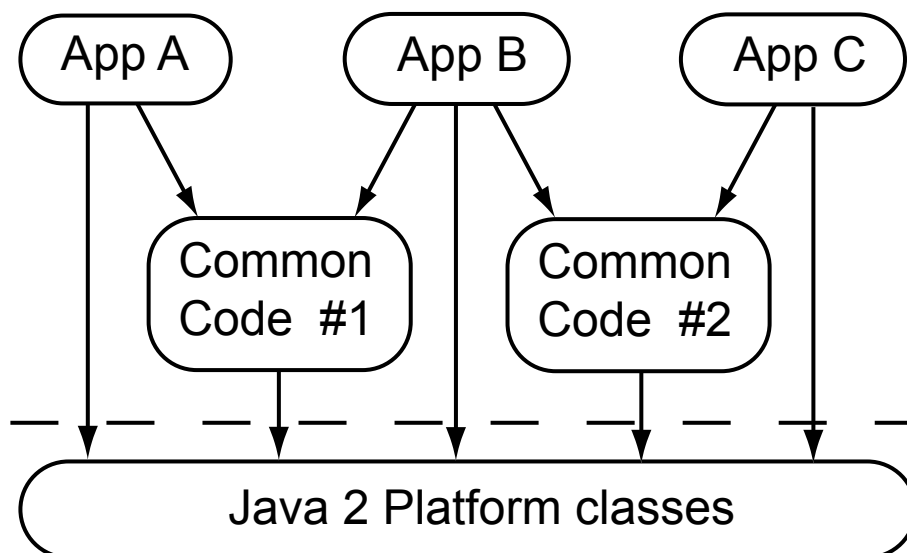 App A
App B
App C
Common
Code #1
Common
Code #2
Java 2 Platform classes